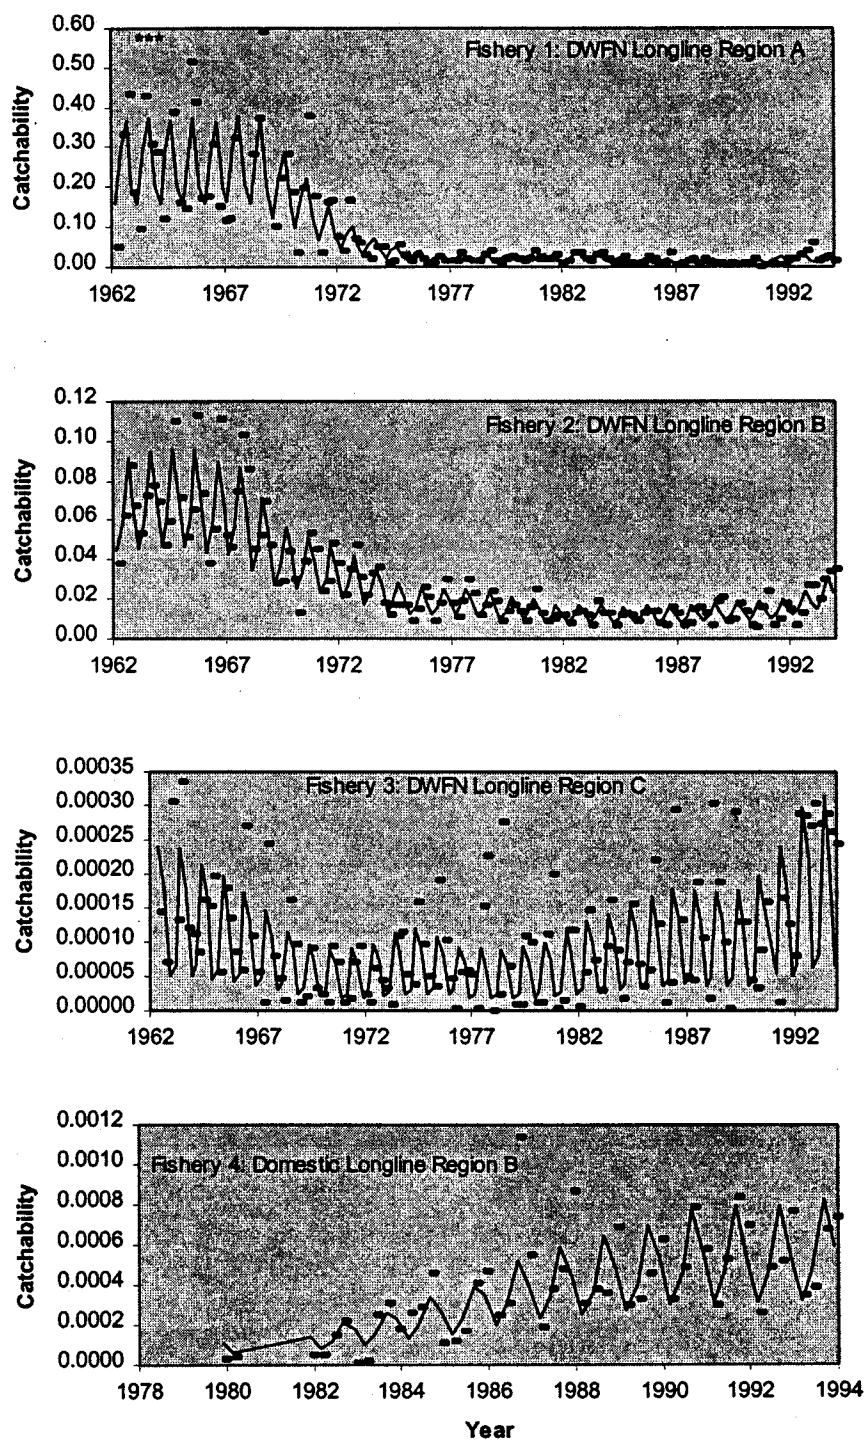 0.60
***
Fishery 1: DWFN Longline Region A
0.50
0.40
0.30
0.20
0.10
0.00
Catchability
1962 1967 1972 1977 1982 1987 1992
0.12
Fishery 2: DWFN Longline Region B
0.10
0.08
0.06
0.04
0.02
0.00
Catchability
1962 1967 1972 1977 1982 1987 1992
0.00035
Fishery 3: DWFN Longline Region C
0.00030
0.00025
0.00020
0.00015
0.00010
0.00005
0.00000
Catchability
1962 1967 1972 1977 1982 1987 1992
0.0012
0.0010
Fishery 4: Domestic Longline Region B
0.0008
0.0006
0.0004
0.0002
0.0000
Catchability
1978 1980 1982 1984 1986 1988 1990 1992 1994
Year